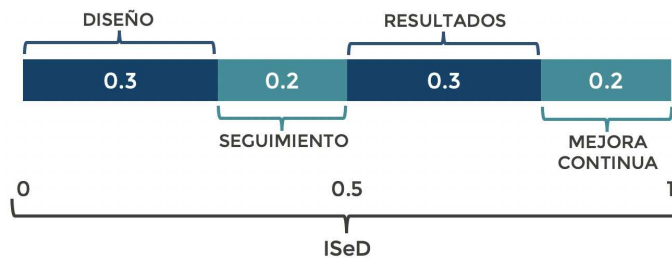 DISEÑO
RESULTADOS
0.3
0.2
0.3
0.2
SEGUIMIENTO
MEJORA
CONTINUA
0
0.5
1
ISeD